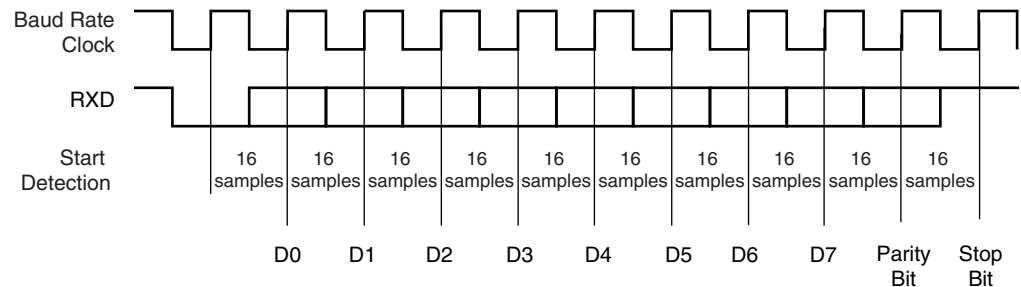 Baud Rate
Clock
RXD
Start
Detection
16 16 16 16 16 16 16 16 16 16
samples samples samples samples samples samples samples samples samples samples
D0 D1 D2 D3 D4 D5 D6 D7 Parity Stop
Bit Bit